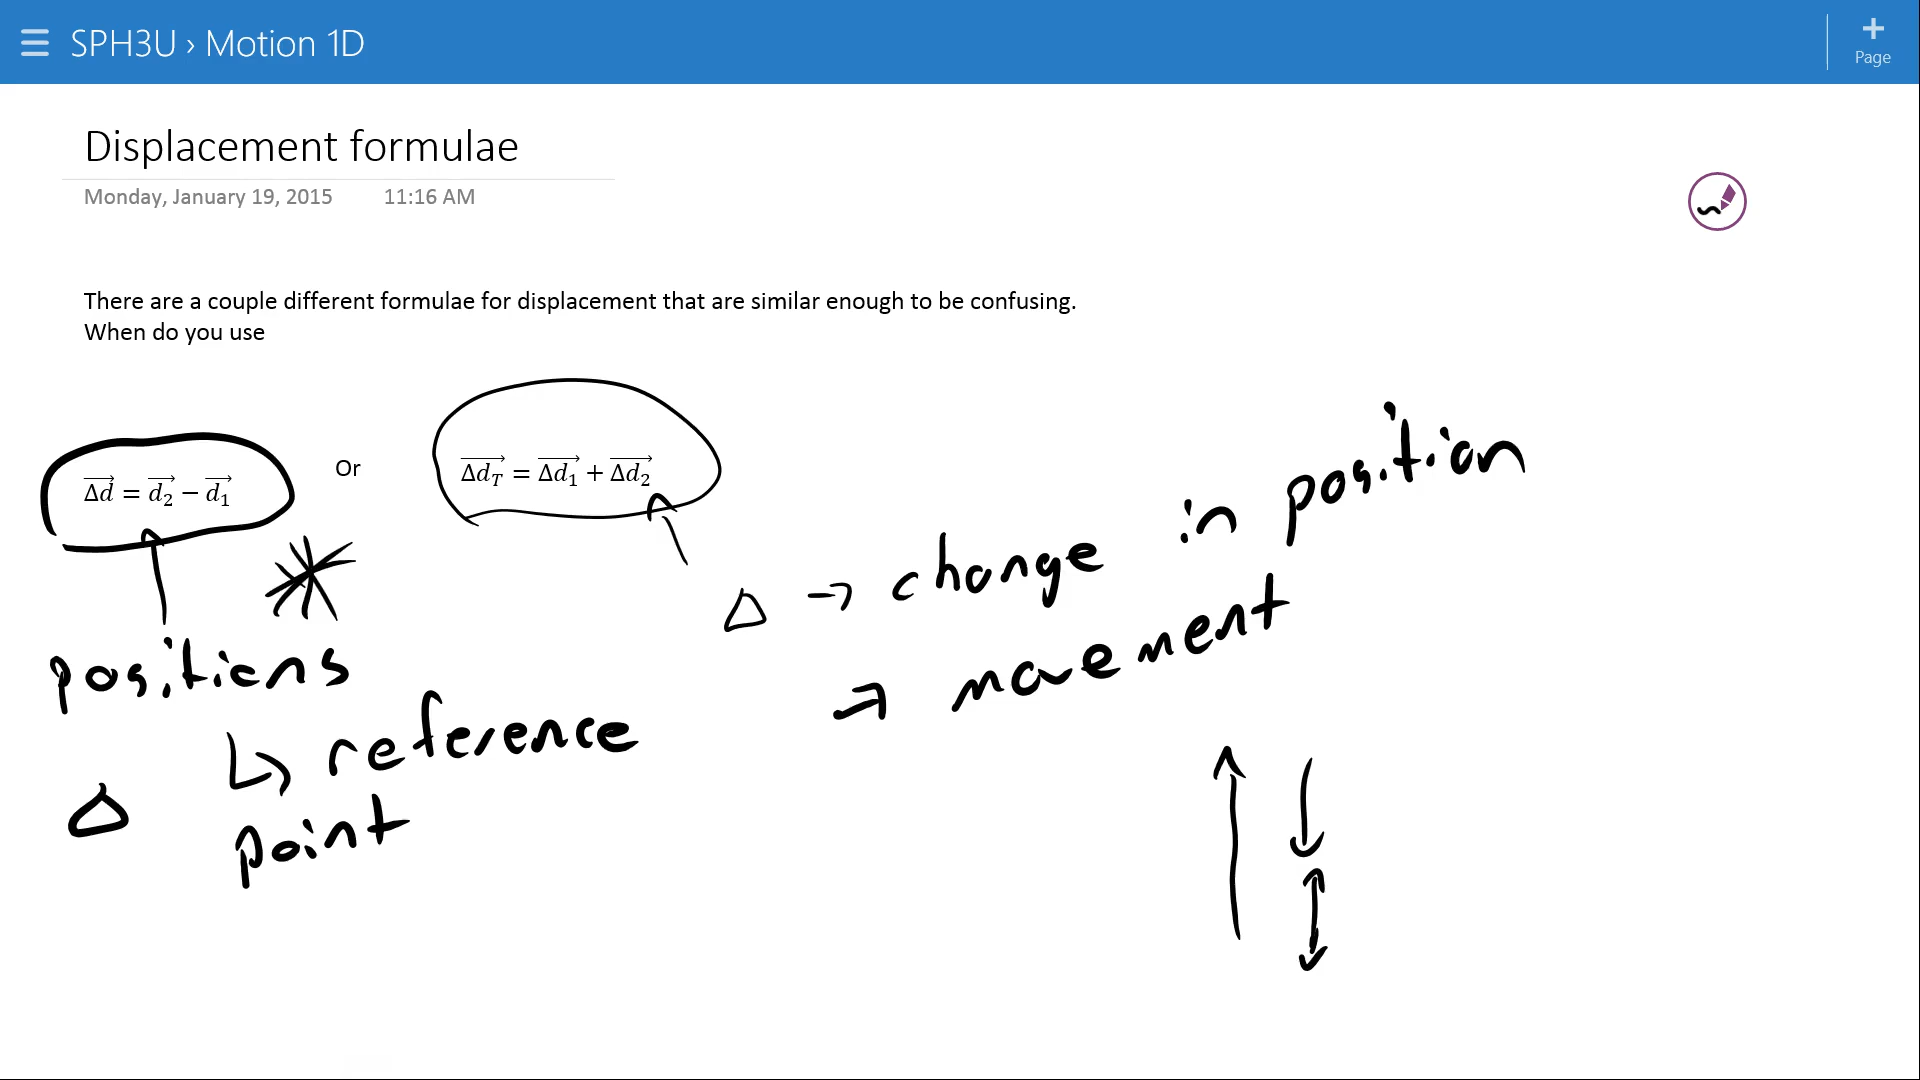 SPH3U › Motion 1D
+
Page
Displacement formulae
Monday, January 19, 2015 11:16 AM
There are a couple different formulae for displacement that are similar enough to be confusing.
When do you use
Δd⃗ = d⃗₂ − d⃗₁ Or Δd⃗_T = Δd⃗₁ + Δd⃗₂
Δ → change in position
→ movement
positions
↳ reference
point
Δ